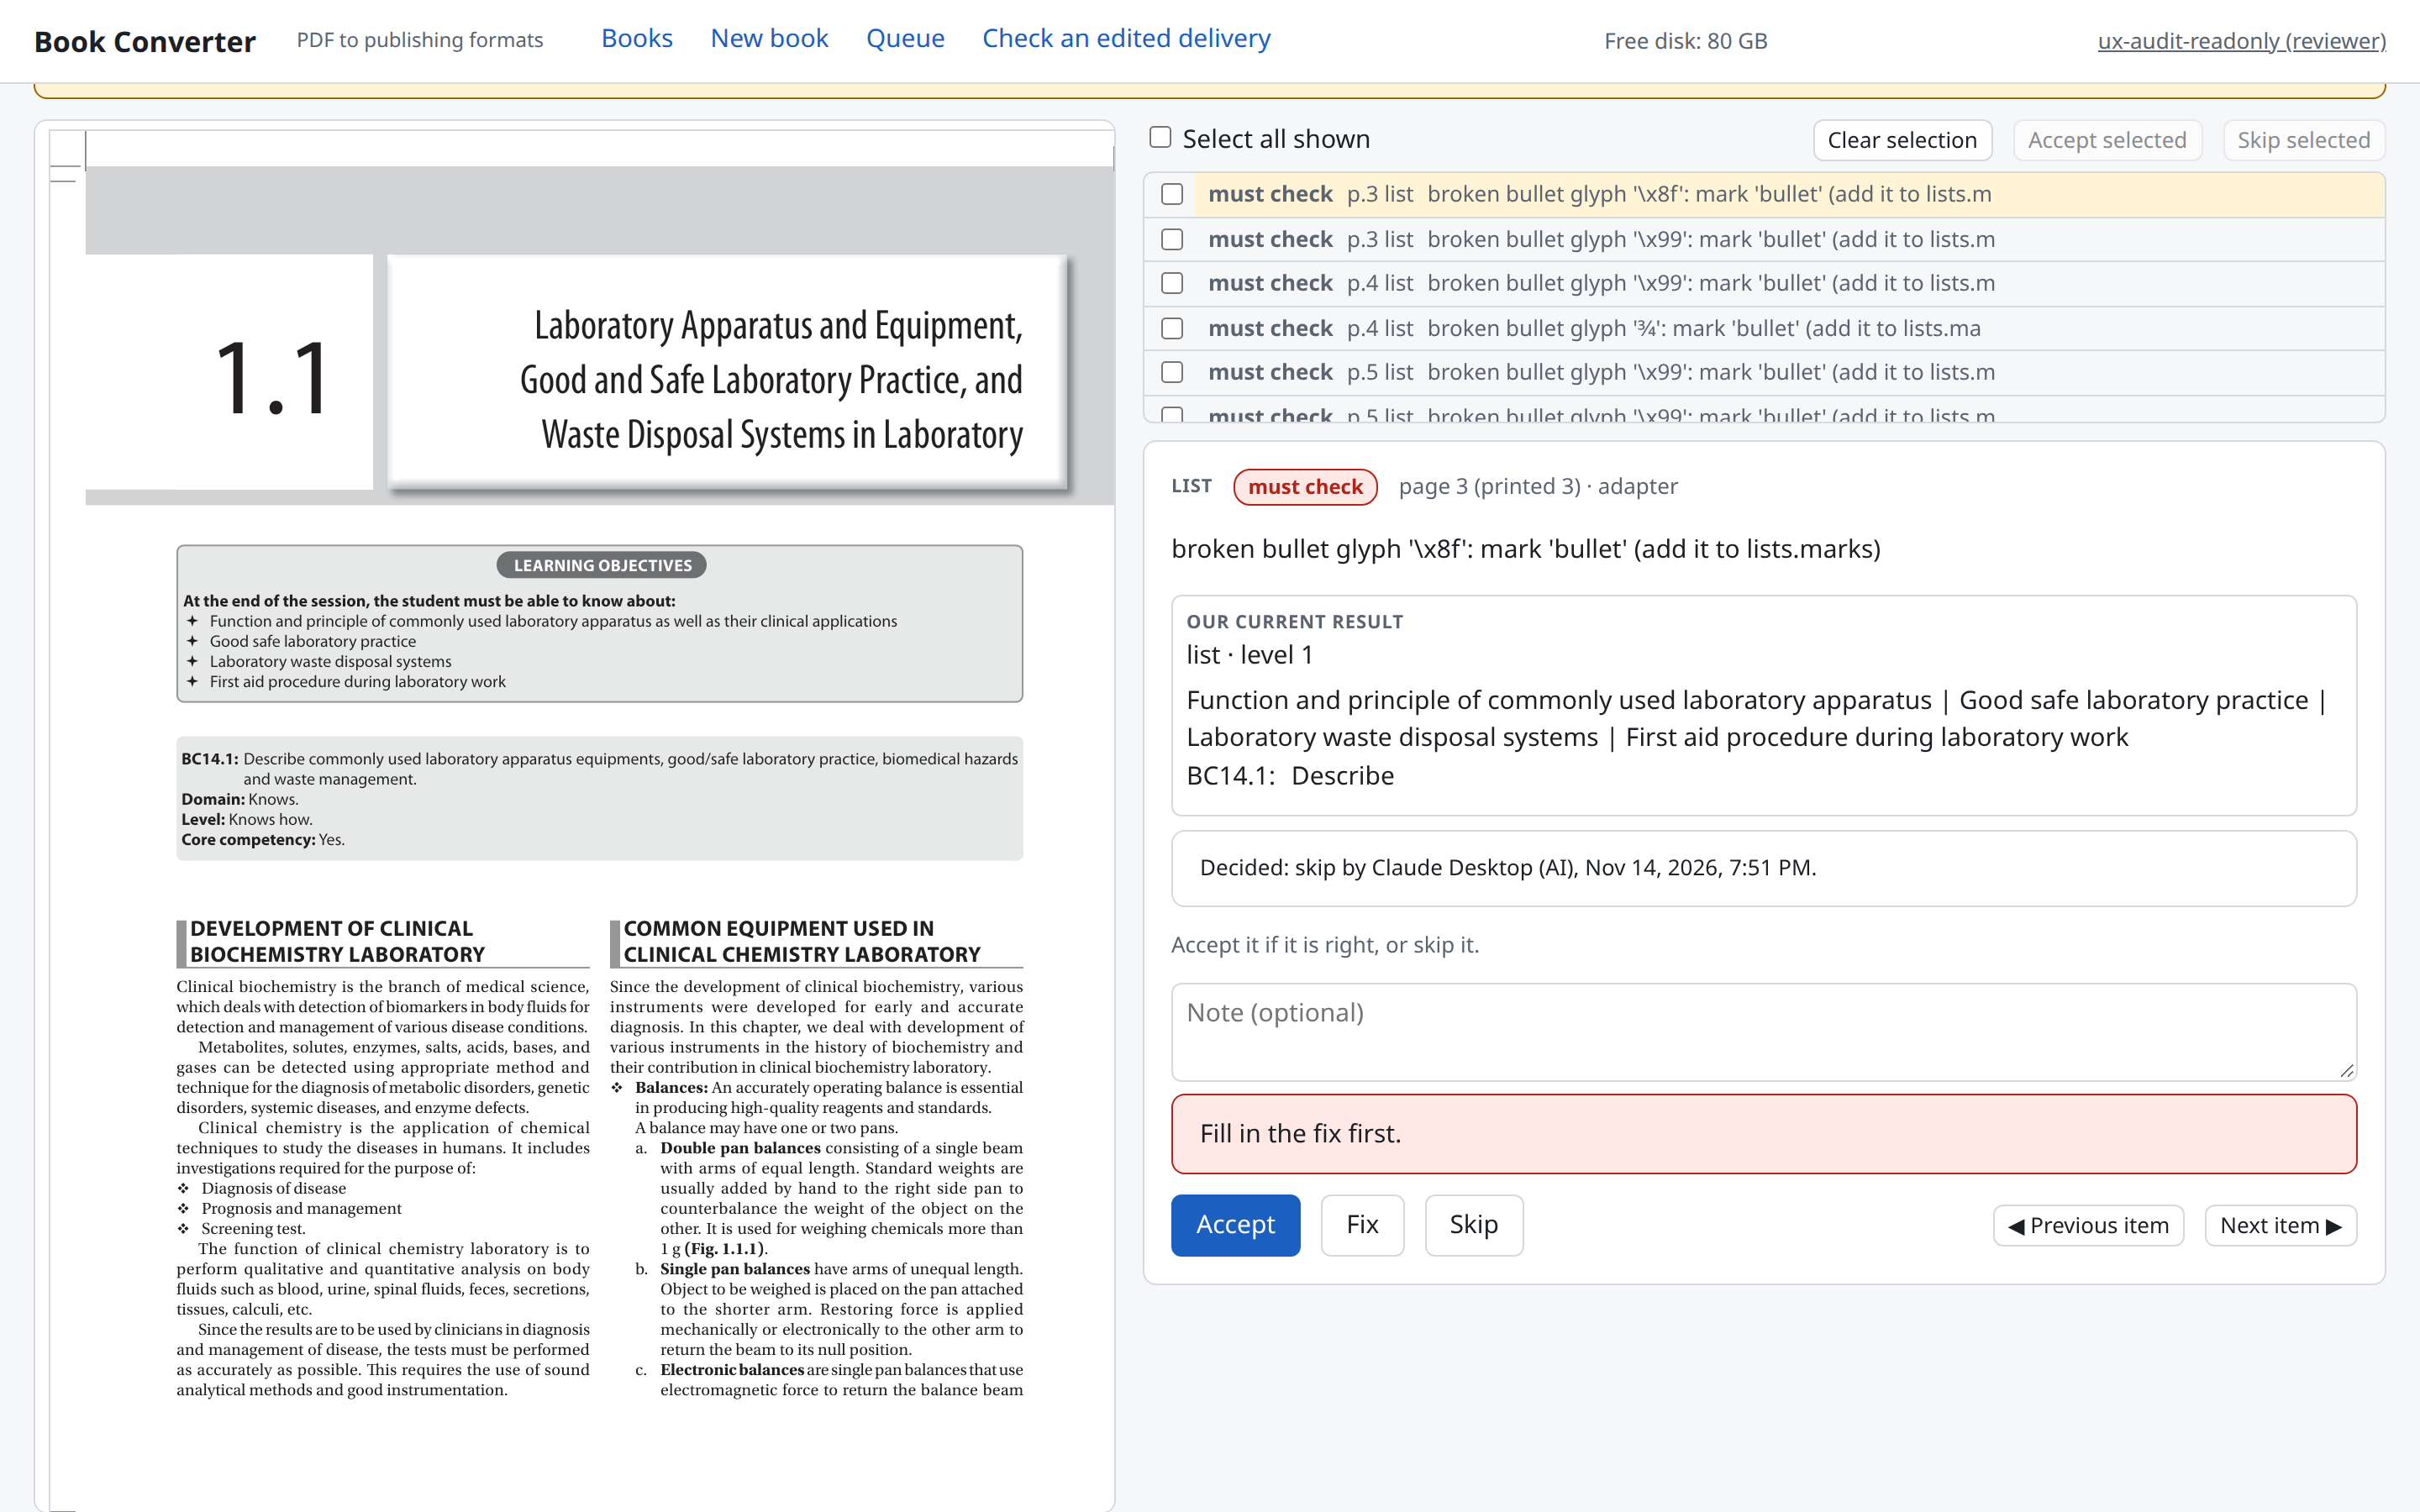 Book Converter
PDF to publishing formats
Books
New book
Queue
Check an edited delivery
Free disk: 80 GB
ux-audit-readonly (reviewer)
1.1
Laboratory Apparatus and Equipment,
Good and Safe Laboratory Practice, and
Waste Disposal Systems in Laboratory
LEARNING OBJECTIVES
At the end of the session, the student must be able to know about:
✦ Function and principle of commonly used laboratory apparatus as well as their clinical applications
✦ Good safe laboratory practice
✦ Laboratory waste disposal systems
✦ First aid procedure during laboratory work
BC14.1: Describe commonly used laboratory apparatus equipments, good/safe laboratory practice, biomedical hazards
and waste management.
Domain: Knows.
Level: Knows how.
Core competency: Yes.
DEVELOPMENT OF CLINICAL
BIOCHEMISTRY LABORATORY
Clinical biochemistry is the branch of medical science,
which deals with detection of biomarkers in body fluids for
detection and management of various disease conditions.
Metabolites, solutes, enzymes, salts, acids, bases, and
gases can be detected using appropriate method and
technique for the diagnosis of metabolic disorders, genetic
disorders, systemic diseases, and enzyme defects.
Clinical chemistry is the application of chemical
techniques to study the diseases in humans. It includes
investigations required for the purpose of:
❖ Diagnosis of disease
❖ Prognosis and management
❖ Screening test.
The function of clinical chemistry laboratory is to
perform qualitative and quantitative analysis on body
fluids such as blood, urine, spinal fluids, feces, secretions,
tissues, calculi, etc.
Since the results are to be used by clinicians in diagnosis
and management of disease, the tests must be performed
as accurately as possible. This requires the use of sound
analytical methods and good instrumentation.
COMMON EQUIPMENT USED IN
CLINICAL CHEMISTRY LABORATORY
Since the development of clinical biochemistry, various
instruments were developed for early and accurate
diagnosis. In this chapter, we deal with development of
various instruments in the history of biochemistry and
their contribution in clinical biochemistry laboratory.
❖ Balances: An accurately operating balance is essential
in producing high-quality reagents and standards.
A balance may have one or two pans.
a. Double pan balances consisting of a single beam
with arms of equal length. Standard weights are
usually added by hand to the right side pan to
counterbalance the weight of the object on the
other. It is used for weighing chemicals more than
1 g (Fig. 1.1.1).
b. Single pan balances have arms of unequal length.
Object to be weighed is placed on the pan attached
to the shorter arm. Restoring force is applied
mechanically or electronically to the other arm to
return the beam to its null position.
c. Electronic balances are single pan balances that use
electromagnetic force to return the balance beam
Select all shown
Clear selection
Accept selected
Skip selected
must check p.3 list broken bullet glyph '\x8f': mark 'bullet' (add it to lists.m
must check p.3 list broken bullet glyph '\x99': mark 'bullet' (add it to lists.m
must check p.4 list broken bullet glyph '\x99': mark 'bullet' (add it to lists.m
must check p.4 list broken bullet glyph '¾': mark 'bullet' (add it to lists.ma
must check p.5 list broken bullet glyph '\x99': mark 'bullet' (add it to lists.m
must check p.5 list broken bullet glyph '\x99': mark 'bullet' (add it to lists.m
LIST must check page 3 (printed 3) · adapter
broken bullet glyph '\x8f': mark 'bullet' (add it to lists.marks)
OUR CURRENT RESULT
list · level 1
Function and principle of commonly used laboratory apparatus | Good safe laboratory practice |
Laboratory waste disposal systems | First aid procedure during laboratory work
BC14.1: Describe
Decided: skip by Claude Desktop (AI), Nov 14, 2026, 7:51 PM.
Accept it if it is right, or skip it.
Note (optional)
Fill in the fix first.
Accept
Fix
Skip
◀ Previous item
Next item ▶